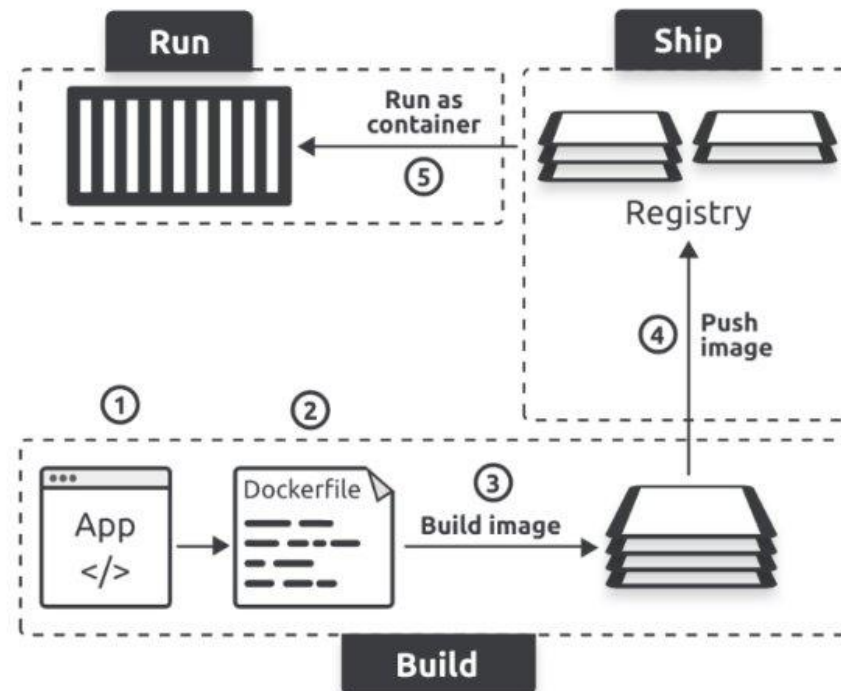 Run
Ship
Run as
container
5
Registry
4
Push
image
1
2
App
</>
Dockerfile
3
Build image
Build